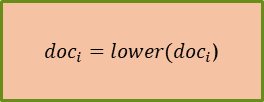 doc_i = lower(doc_i)